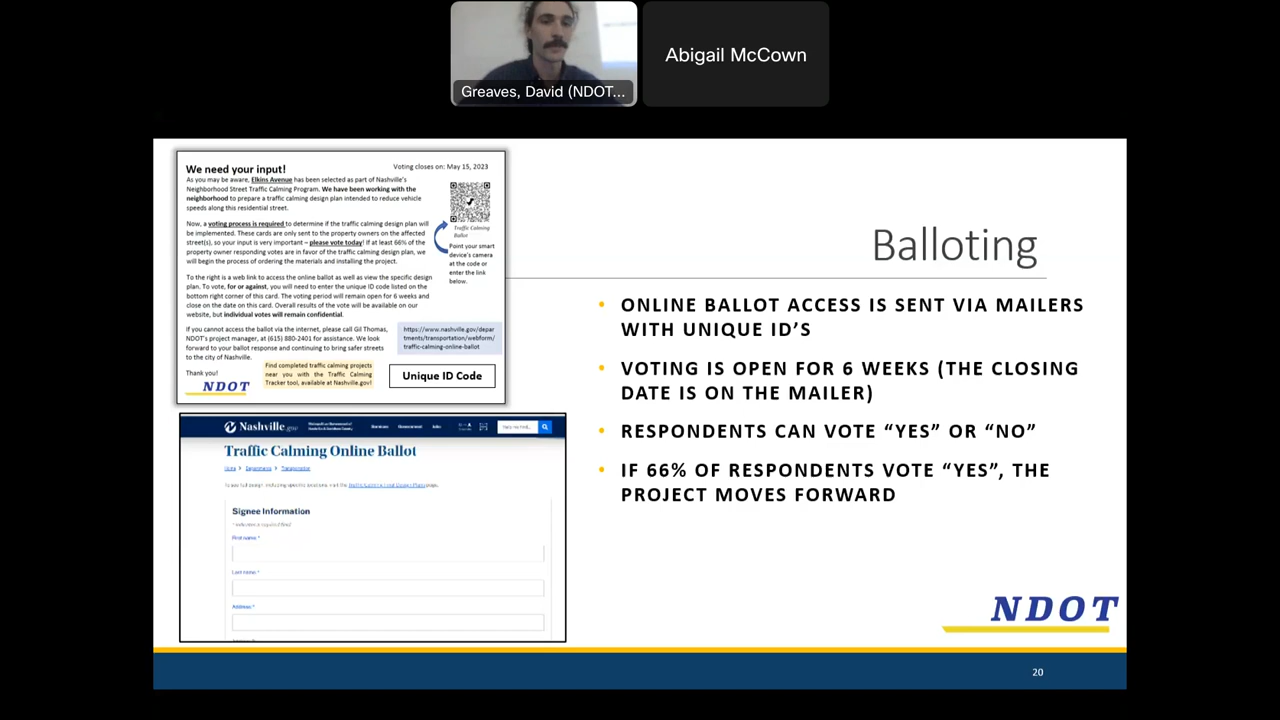 Abigail McCown
Greaves, David (NDOT...
We need your input!
Voting closes on: May 15, 2023
As you may be aware, Elkins Avenue has been selected as part of Nashville's
Neighborhood Street Traffic Calming Program. We have been working with the
neighborhood to prepare a traffic calming design plan intended to reduce vehicle
speeds along this residential street.
Now, a voting process is required to determine if the traffic calming design plan will
be implemented. These cards are only sent to the property owners on the affected
street(s), so your input is very important – please vote today! If at least 66% of the
property owner responding votes are in favor of the traffic calming design plan, we
will begin the process of ordering the materials and installing the project.
To the right is a web link to access the online ballot as well as view the specific design
plan. To vote, for or against, you will need to enter the unique ID code listed on the
bottom right corner of this card. The voting period will remain open for 6 weeks and
close on the date on this card. Overall results of the vote will be available on our
website, but individual votes will remain confidential.
If you cannot access the ballot via the internet, please call Gil Thomas,
NDOT's project manager, at (615) 880-2401 for assistance. We look
forward to your ballot response and continuing to bring safer streets
to the city of Nashville.
Thank you!
NDOT
Traffic Calming
Ballot
Point your smart
device's camera
at the code or
enter the link
below.
https://www.nashville.gov/depar
tments/transportation/webform/
traffic-calming-online-ballot
Find completed traffic calming projects
near you with the Traffic Calming
Tracker tool, available at Nashville.gov!
Unique ID Code
Nashville.gov
Traffic Calming Online Ballot
Home > Departments > Transportation
Signee Information
* indicates a required field
First name:*
Last name:*
Address:*
Balloting
• ONLINE BALLOT ACCESS IS SENT VIA MAILERS
WITH UNIQUE ID'S
• VOTING IS OPEN FOR 6 WEEKS (THE CLOSING
DATE IS ON THE MAILER)
• RESPONDENTS CAN VOTE “YES” OR “NO”
• IF 66% OF RESPONDENTS VOTE “YES”, THE
PROJECT MOVES FORWARD
NDOT
20